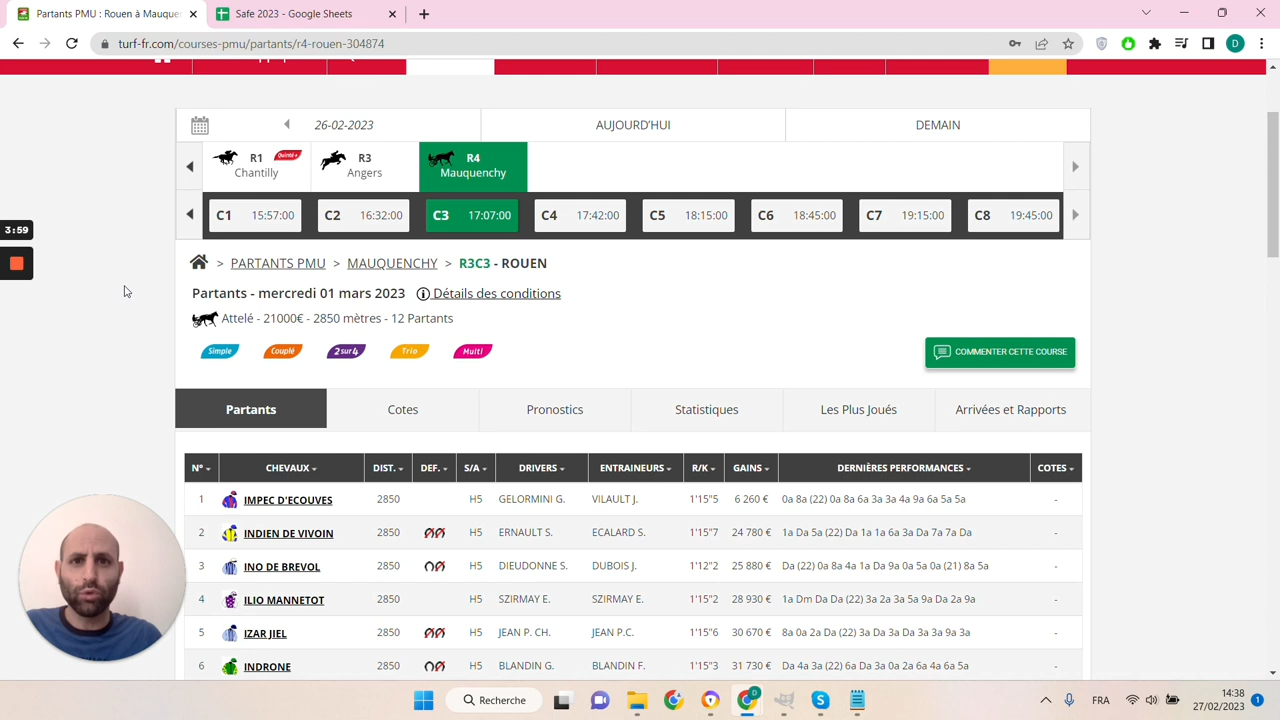 Partants PMU : Rouen à Mauque
Safe 2023 - Google Sheets
turf-fr.com/courses-pmu/partants/r4-rouen-304874
D
26-02-2023
AUJOURD'HUI
DEMAIN
R1 Quinté+
Chantilly
R3
Angers
R4
Mauquenchy
C1 15:57:00
C2 16:32:00
C3 17:07:00
C4 17:42:00
C5 18:15:00
C6 18:45:00
C7 19:15:00
C8 19:45:00
3:59
> PARTANTS PMU > MAUQUENCHY > R3C3 - ROUEN
Partants - mercredi 01 mars 2023 Détails des conditions
Attelé - 21000€ - 2850 mètres - 12 Partants
Simple Couplé 2sur4 Trio Multi
COMMENTER CETTE COURSE
Partants Cotes Pronostics Statistiques Les Plus Joués Arrivées et Rapports
N° CHEVAUX DIST. DEF. S/A DRIVERS ENTRAINEURS R/K GAINS DERNIÈRES PERFORMANCES COTES
1 IMPEC D'ECOUVES 2850 H5 GELORMINI G. VILAULT J. 1'15"5 6 260 € 0a 8a (22) 0a 8a 6a 3a 3a 4a 9a 6a 5a 5a -
2 INDIEN DE VIVOIN 2850 H5 ERNAULT S. ECALARD S. 1'15"7 24 780 € 1a Da 5a (22) Da 1a 1a 6a 3a Da 7a 7a Da -
3 INO DE BREVOL 2850 H5 DIEUDONNE S. DUBOIS J. 1'12"2 25 880 € Da (22) 0a 8a 4a 1a Da 9a 0a 5a 0a (21) 8a 5a -
4 ILIO MANNETOT 2850 H5 SZIRMAY E. SZIRMAY E. 1'15"2 28 930 € 1a Dm Da Da (22) 3a 2a 3a 5a 9a Da 2a 9a -
5 IZAR JIEL 2850 H5 JEAN P. CH. JEAN P.C. 1'15"6 30 670 € 8a 0a 2a Da (22) 3a Da 3a Da 3a 3a 9a 3a -
6 INDRONE 2850 H5 BLANDIN G. BLANDIN F. 1'15"3 31 730 € Da 4a 3a (22) 6a Da 3a 0a 2a 6a 4a 6a 5a -
Recherche
FRA
14:38
27/02/2023
1